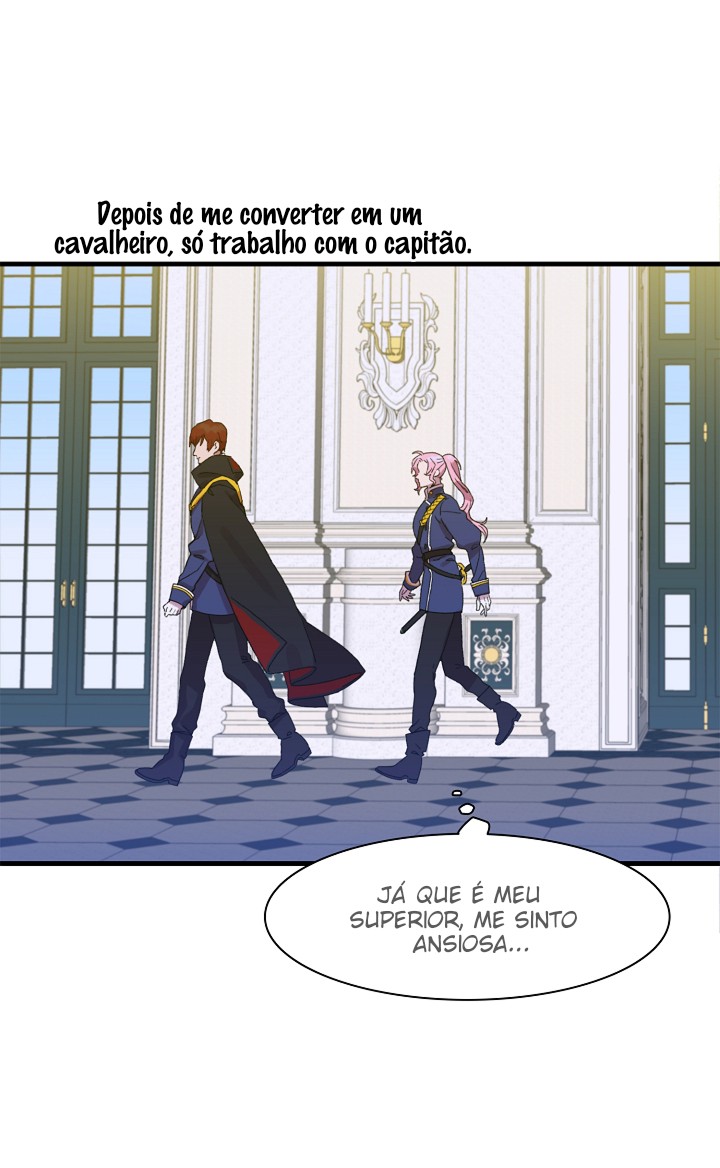 Depois de me converter em um
cavalheiro, só trabalho com o capitão.
JÁ QUE É MEU
SUPERIOR, ME SINTO
ANSIOSA...